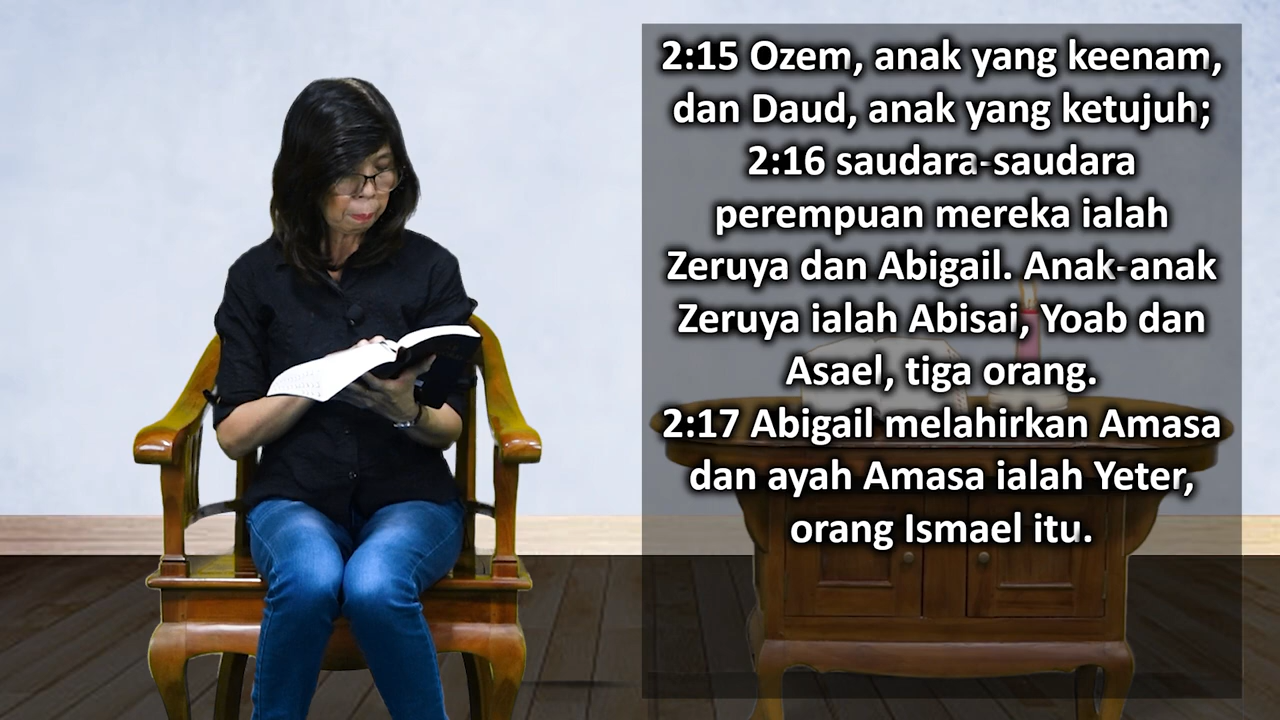 2:15 Ozem, anak yang keenam,
dan Daud, anak yang ketujuh;
2:16 saudara-saudara
perempuan mereka ialah
Zeruya dan Abigail. Anak-anak
Zeruya ialah Abisai, Yoab dan
Asael, tiga orang.
2:17 Abigail melahirkan Amasa
dan ayah Amasa ialah Yeter,
orang Ismael itu.